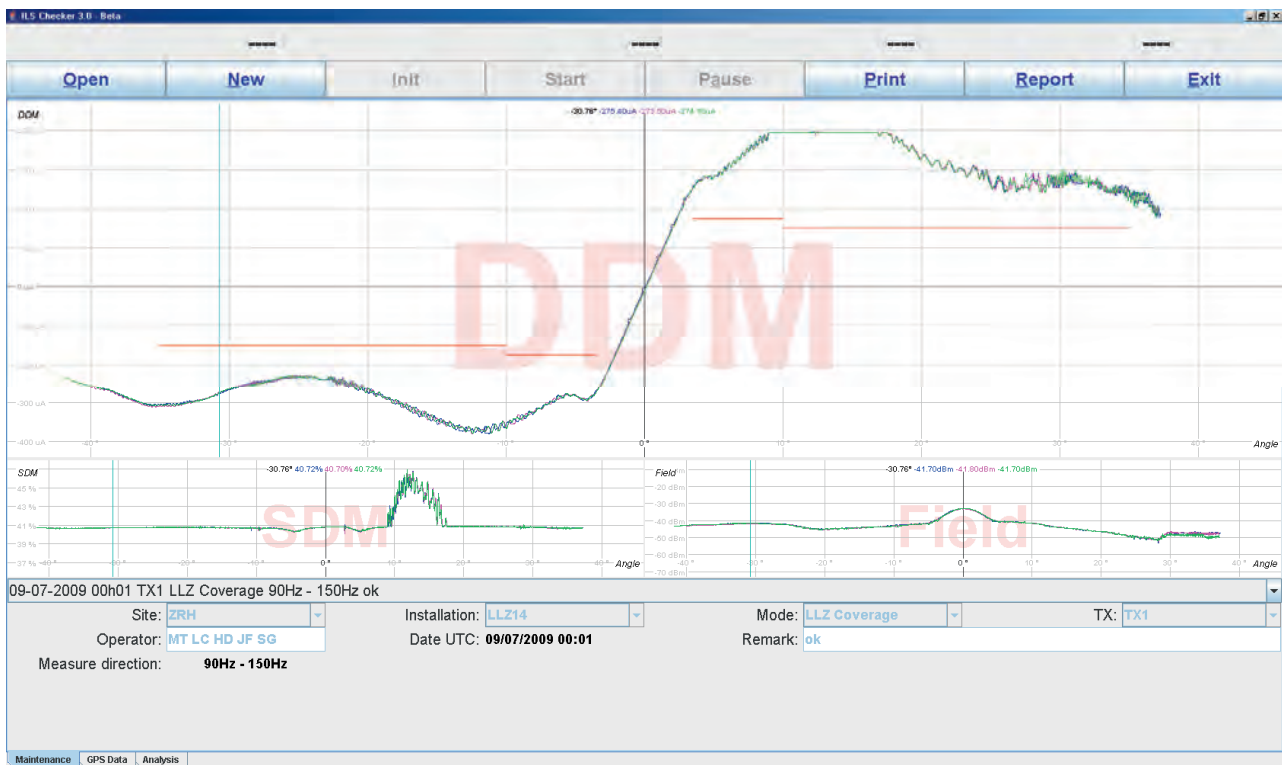 ILS Checker 3.0 - Beta
---- ---- ---- ----
Open New Init Start Pause Print Report Exit
DDM
-30.76° -275.40uA -273.50uA
0 uA
DDM
-300 uA
-400 uA
-40° -30° -20° -10° 0° 10° 20° 30° 40° Angle
SDM
-30.76° 40.72% 40.70% 40.72%
45 %
43 %
41 %
39 %
37 %
SDM
-40° -30° -20° -10° 0° 10° 20° 30° 40° Angle
Field
-30.76° -41.70dBm -41.80dBm -41.70dBm
-20 dBm
-30 dBm
-40 dBm
-50 dBm
-60 dBm
-70 dBm
Field
-40° -30° -20° -10° 0° 10° 20° 30° 40° Angle
09-07-2009 00h01 TX1 LLZ Coverage 90Hz - 150Hz ok
Site: ZRH Installation: LLZ14 Mode: LLZ Coverage TX: TX1
Operator: MT LC HD JF SG Date UTC: 09/07/2009 00:01 Remark: ok
Measure direction: 90Hz - 150Hz
Maintenance GPS Data Analysis